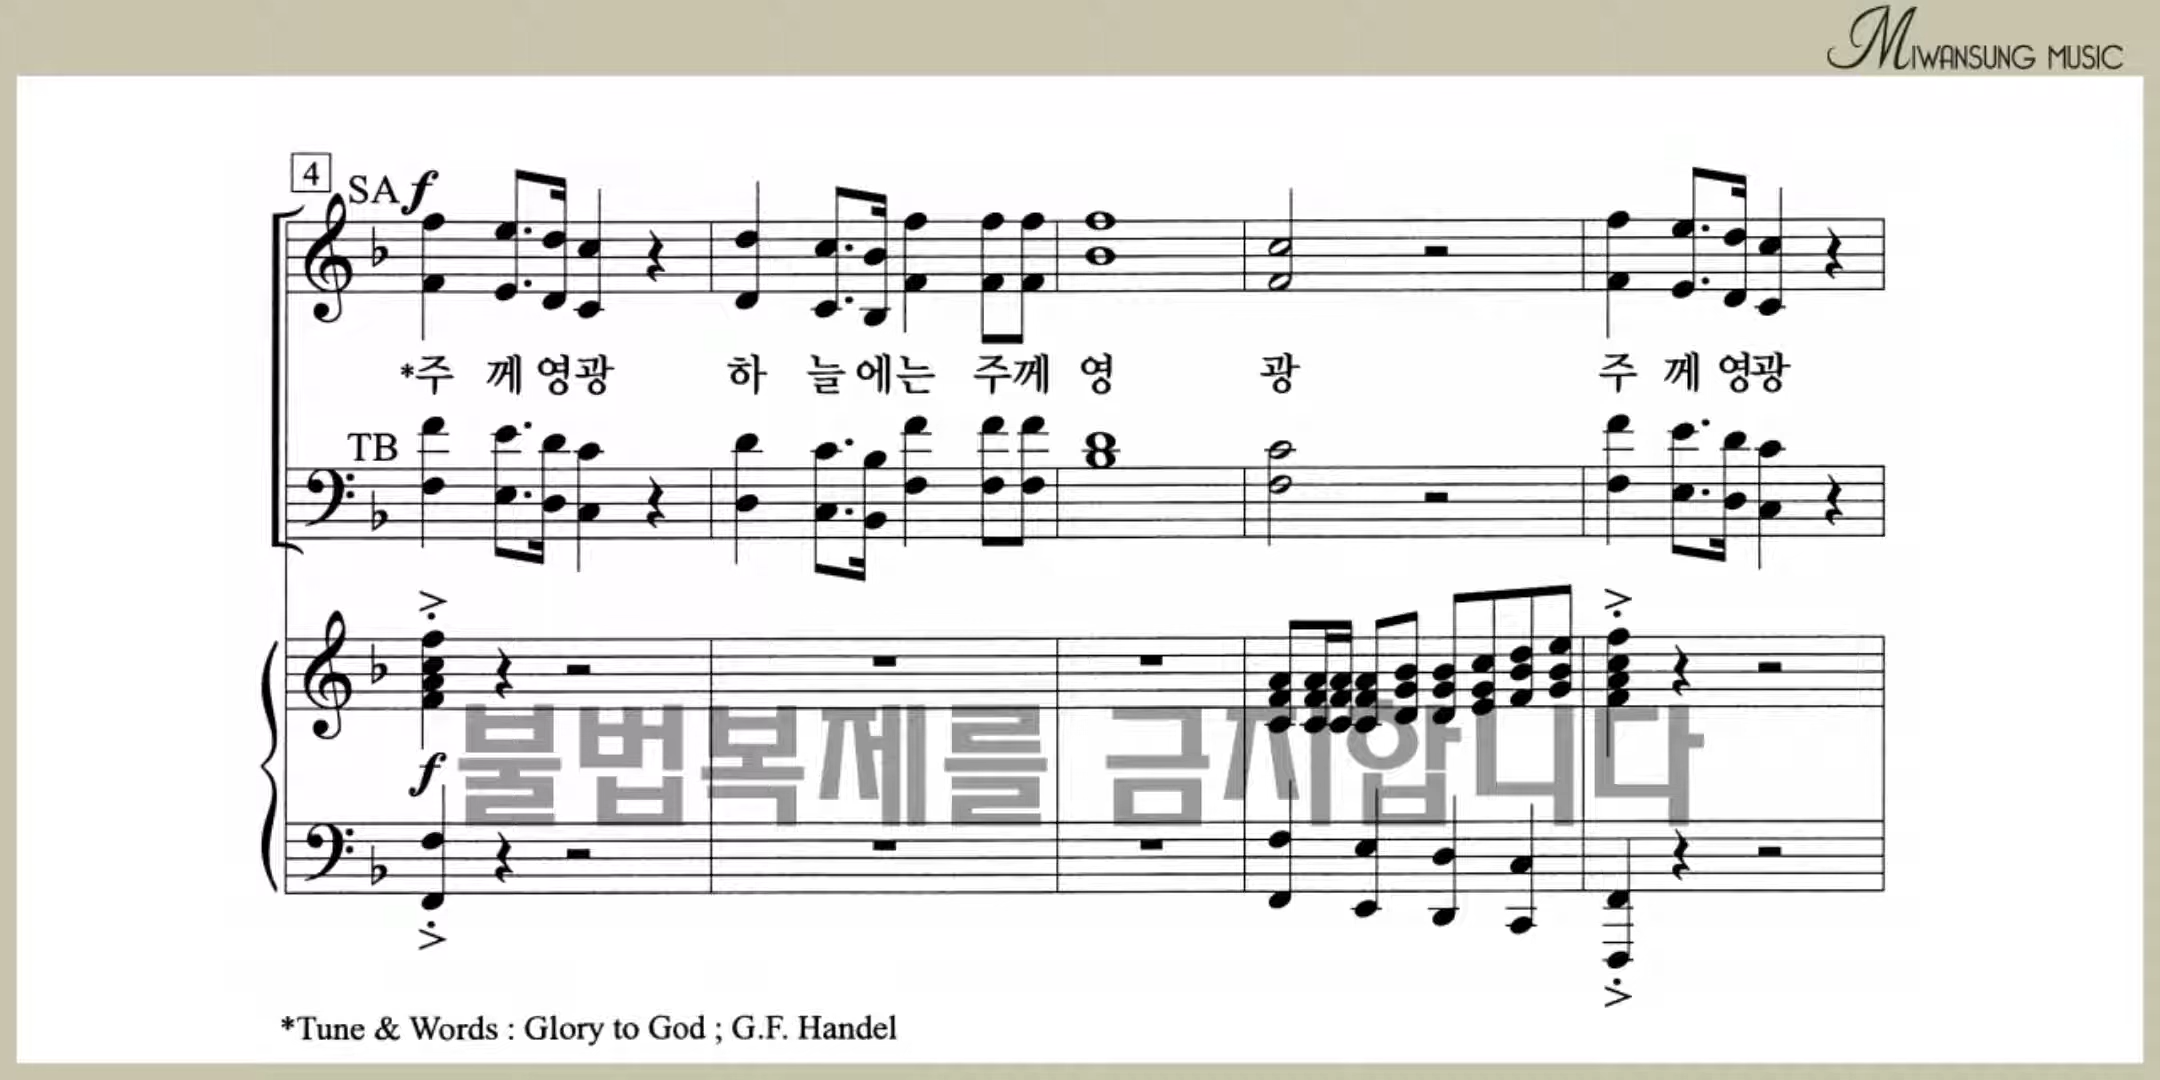 MIWANSUNG MUSIC
4
SA f
*주 께 영광 하 늘에는 주께 영 광 주 께 영광
TB
f
불법복제를 금지합니다
*Tune & Words : Glory to God ; G.F. Handel